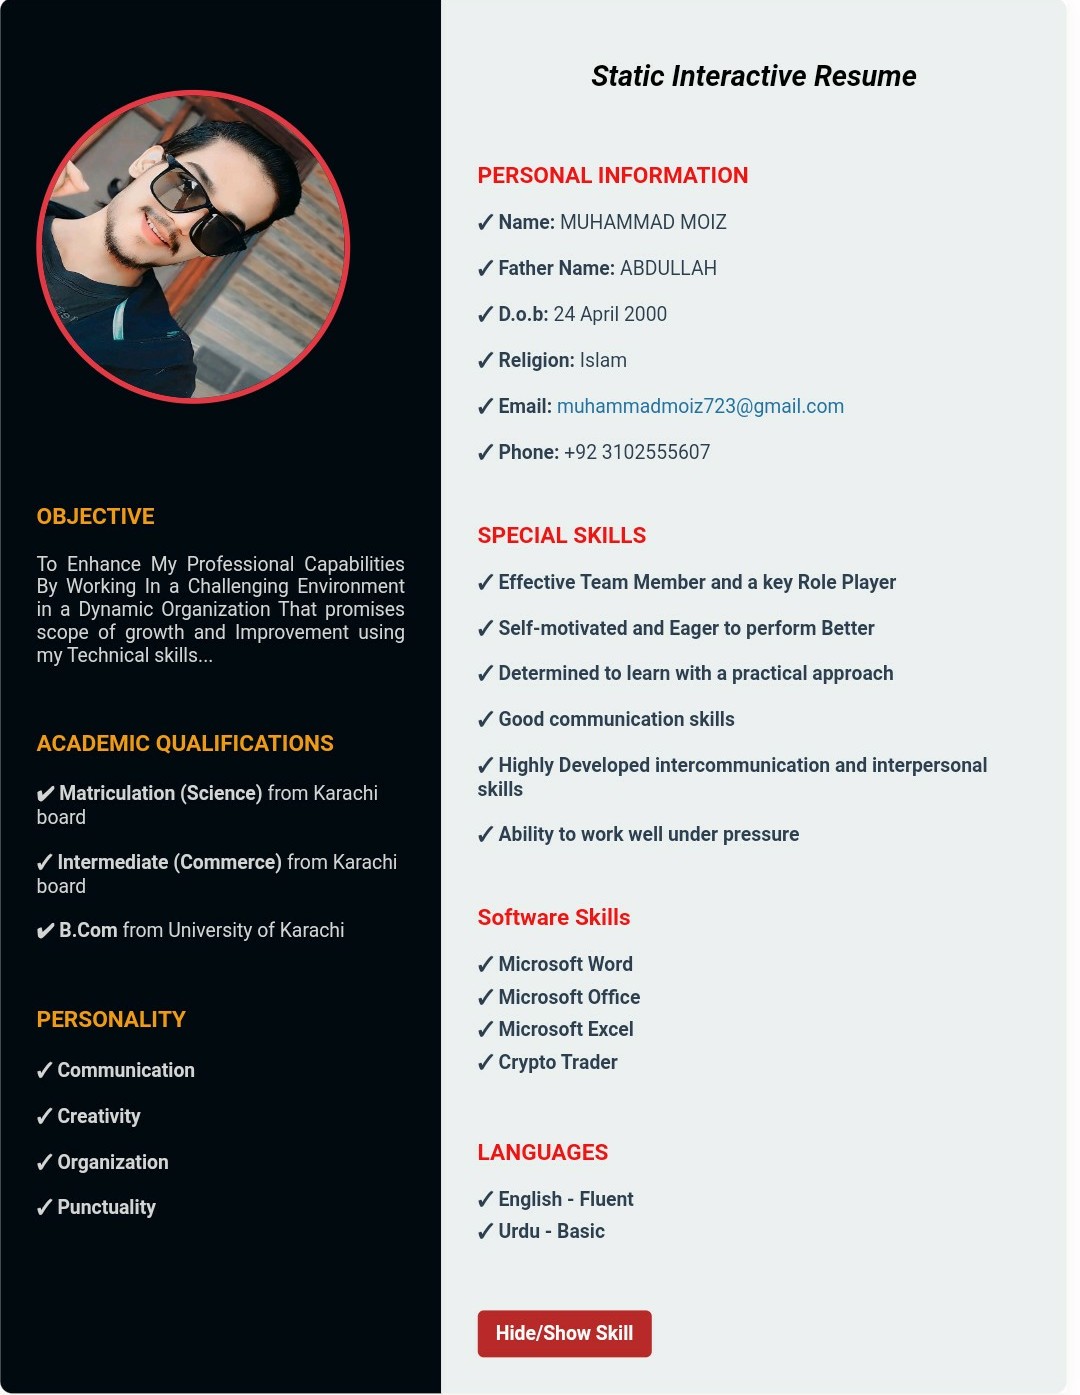 Static Interactive Resume
OBJECTIVE
To Enhance My Professional Capabilities
By Working In a Challenging Environment
in a Dynamic Organization That promises
scope of growth and Improvement using
my Technical skills...
ACADEMIC QUALIFICATIONS
✔ Matriculation (Science) from Karachi
board
✓ Intermediate (Commerce) from Karachi
board
✔ B.Com from University of Karachi
PERSONALITY
✓ Communication
✓ Creativity
✓ Organization
✓ Punctuality
PERSONAL INFORMATION
✓ Name: MUHAMMAD MOIZ
✓ Father Name: ABDULLAH
✓ D.o.b: 24 April 2000
✓ Religion: Islam
✓ Email: muhammadmoiz723@gmail.com
✓ Phone: +92 3102555607
SPECIAL SKILLS
✓ Effective Team Member and a key Role Player
✓ Self-motivated and Eager to perform Better
✓ Determined to learn with a practical approach
✓ Good communication skills
✓ Highly Developed intercommunication and interpersonal
skills
✓ Ability to work well under pressure
Software Skills
✓ Microsoft Word
✓ Microsoft Office
✓ Microsoft Excel
✓ Crypto Trader
LANGUAGES
✓ English - Fluent
✓ Urdu - Basic
Hide/Show Skill